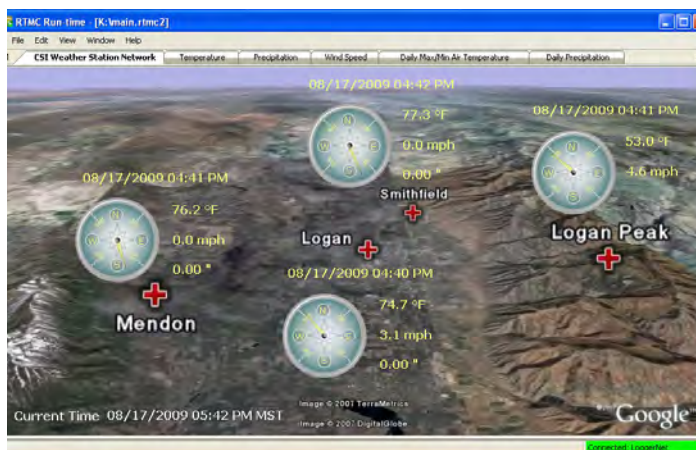 RTMC Run-time - [K:\main.rtmc2]
File Edit View Window Help
CSI Weather Station Network Temperature Precipitation Wind Speed Daily Max/Min Air Temperature Daily Precipitation
08/17/2009 04:42 PM
N
W E
S
77.3 °F
0.0 mph
0.00 "
Smithfield
08/17/2009 04:41 PM
N
W E
S
53.0 °F
4.6 mph
Logan Peak
08/17/2009 04:41 PM
N
W E
S
76.2 °F
0.0 mph
0.00 "
Mendon
Logan
08/17/2009 04:40 PM
N
W E
S
74.7 °F
3.1 mph
0.00 "
Image © 2007 TerraMetrics
Image © 2007 DigitalGlobe
Google
Current Time 08/17/2009 05:42 PM MST
Connected: LoggerNet